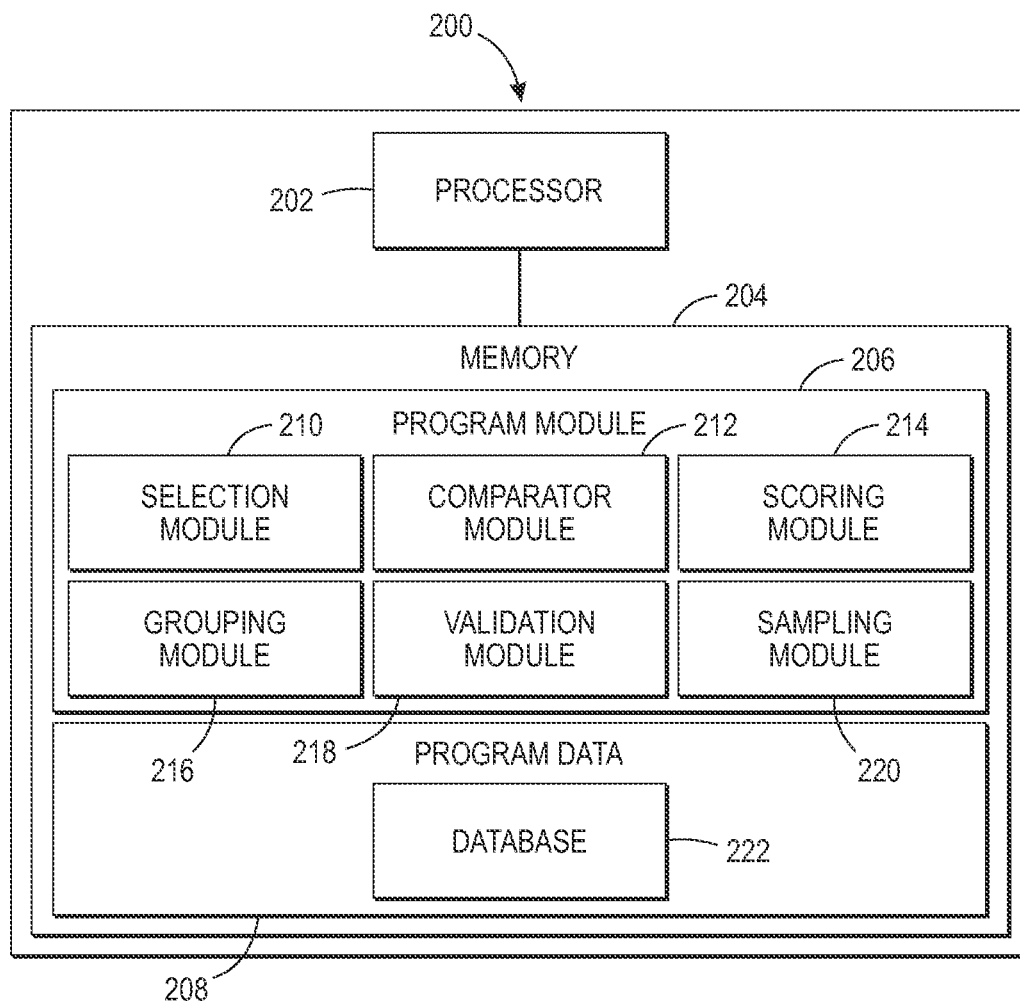 200
PROCESSOR
202
204
MEMORY
206
PROGRAM MODULE
210
212
214
SELECTION
MODULE
COMPARATOR
MODULE
SCORING
MODULE
GROUPING
MODULE
VALIDATION
MODULE
SAMPLING
MODULE
216
218
220
PROGRAM DATA
DATABASE
222
208